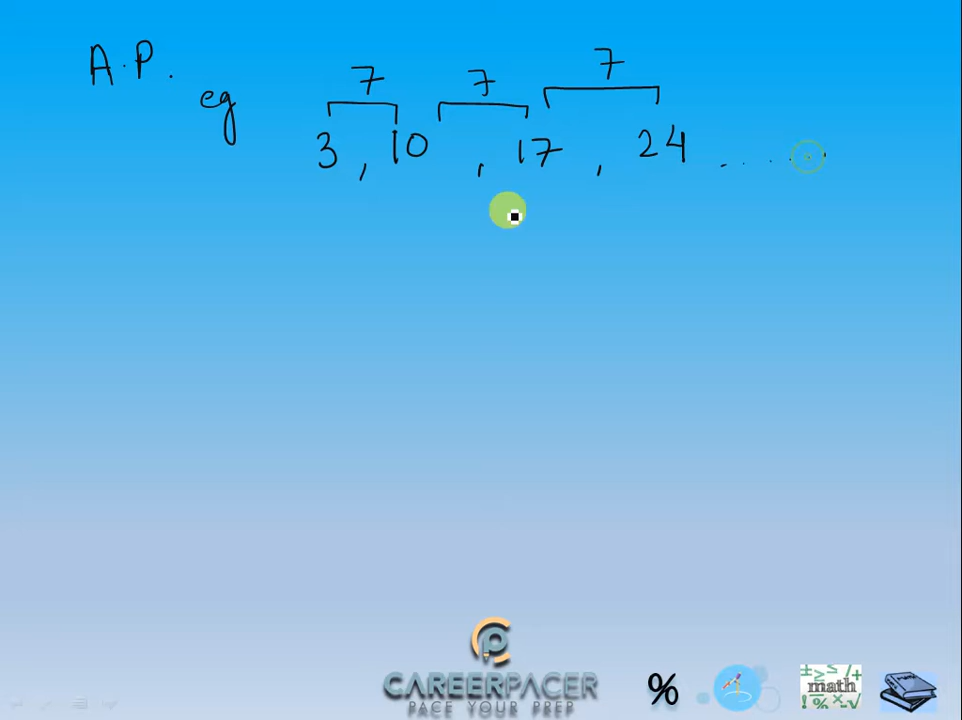 A.P.
7 7 7
eg 3, 10, 17, 24 .....
CAREERPACER
PACE YOUR PREP
%
math